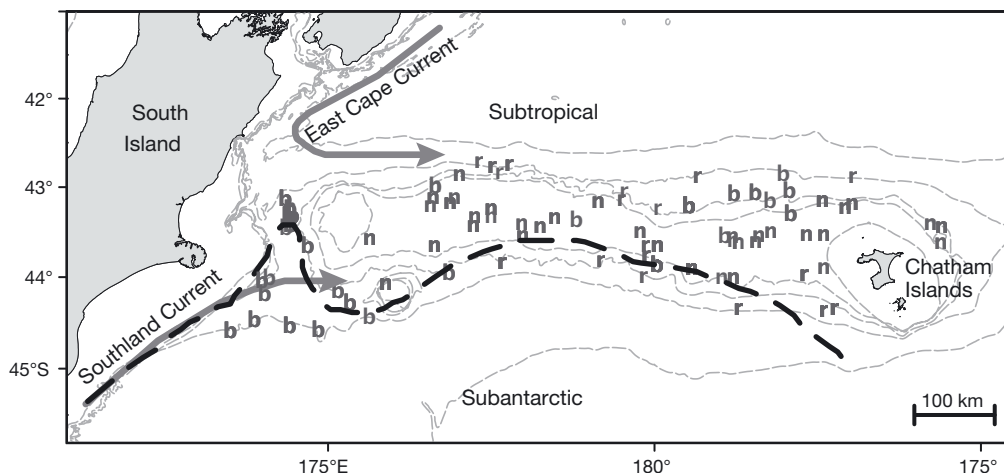 42°
43°
44°
45°S
South
Island
East Cape Current
Subtropical
Southland Current
Chatham
Islands
Subantarctic
100 km
175°E
180°
175°